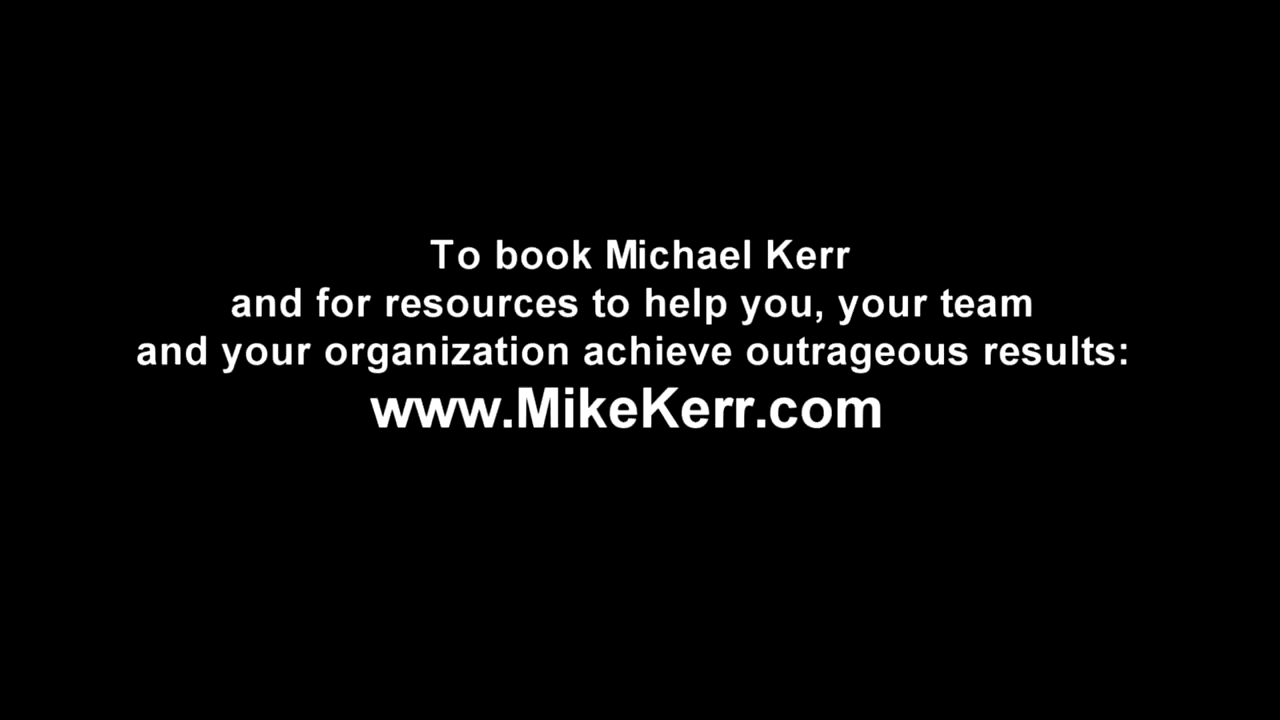 To book Michael Kerr
and for resources to help you, your team
and your organization achieve outrageous results:
www.MikeKerr.com